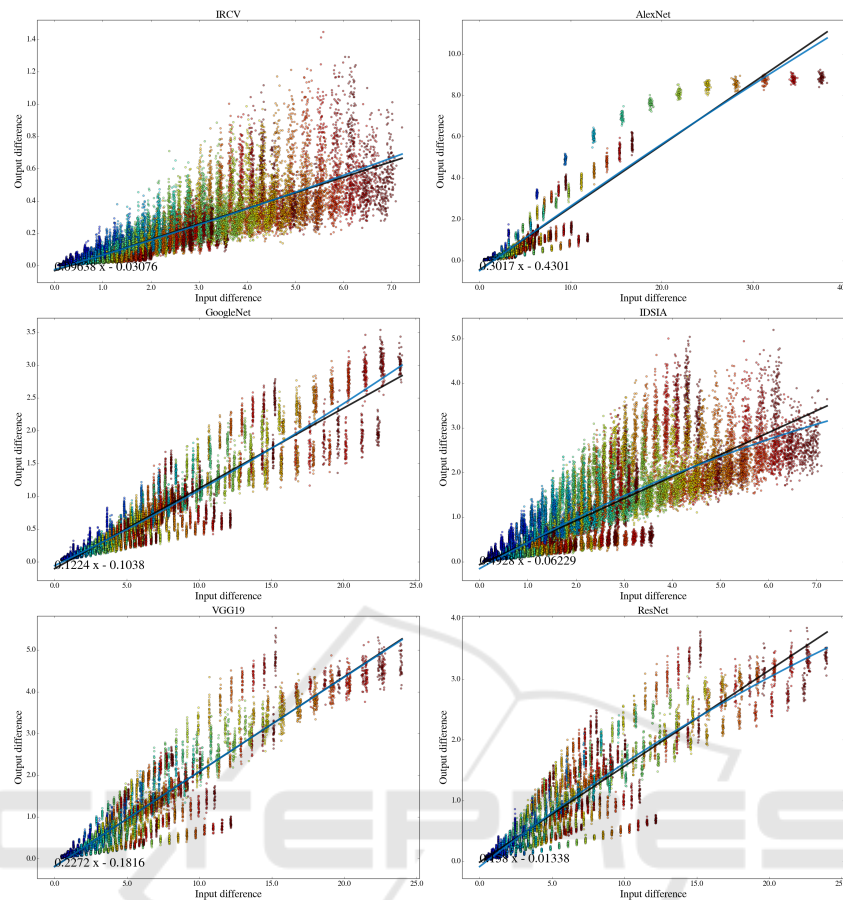 IRCV
1.4
1.2
1.0
0.8
0.6
0.4
0.2
0.0
Output difference
0.09638 x - 0.03076
0.0 1.0 2.0 3.0 4.0 5.0 6.0 7.0
Input difference
AlexNet
10.0
8.0
6.0
4.0
2.0
0.0
Output difference
0.3017 x - 0.4301
0.0 10.0 20.0 30.0
Input difference
GoogleNet
3.5
3.0
2.5
2.0
1.5
1.0
0.5
0.0
Output difference
0.1224 x - 0.1038
0.0 5.0 10.0 15.0 20.0 25.0
Input difference
IDSIA
5.0
4.0
3.0
2.0
1.0
0.0
Output difference
0.4928 x - 0.06229
0.0 1.0 2.0 3.0 4.0 5.0 6.0 7.0
Input difference
VGG19
5.0
4.0
3.0
2.0
1.0
0.0
Output difference
0.2272 x - 0.1816
0.0 5.0 10.0 15.0 20.0 25.0
Input difference
ResNet
4.0
3.0
2.0
1.0
0.0
Output difference
0.158 x - 0.01338
0.0 5.0 10.0 15.0 20.0
Input difference